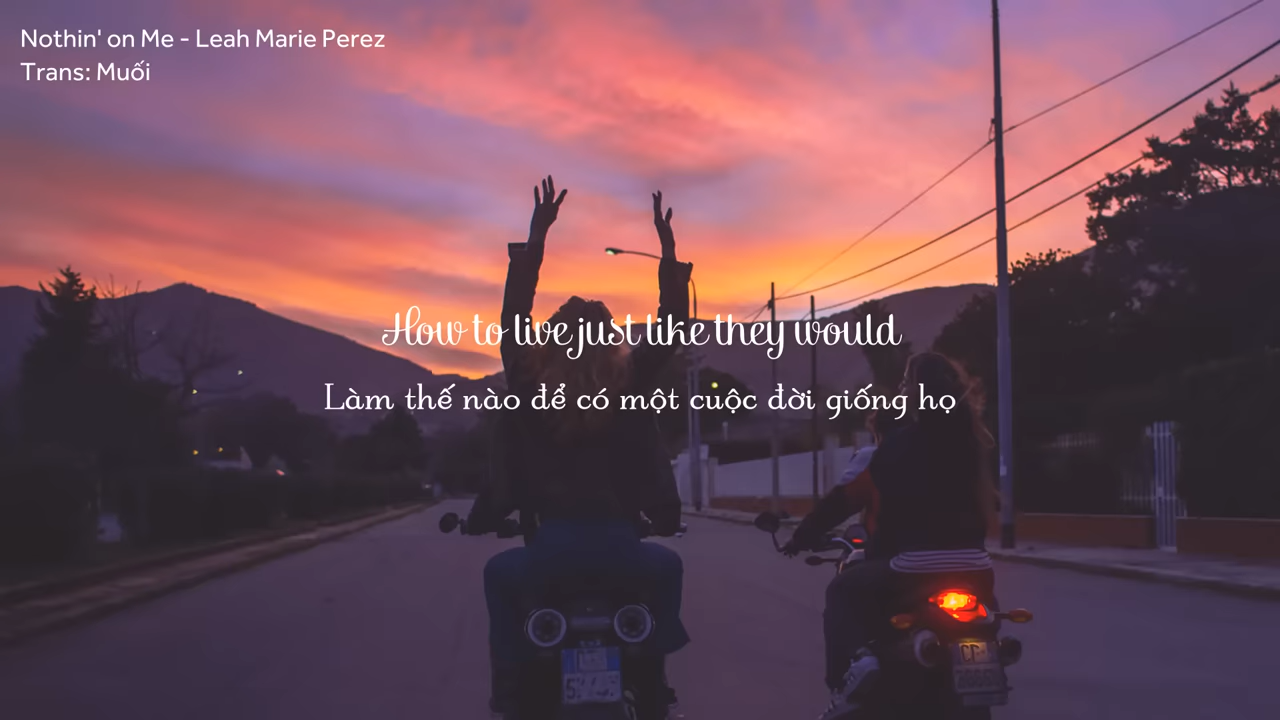 Nothin' on Me - Leah Marie Perez
Trans: Muối
How to live just like they would
Làm thế nào để có một cuộc đời giống họ